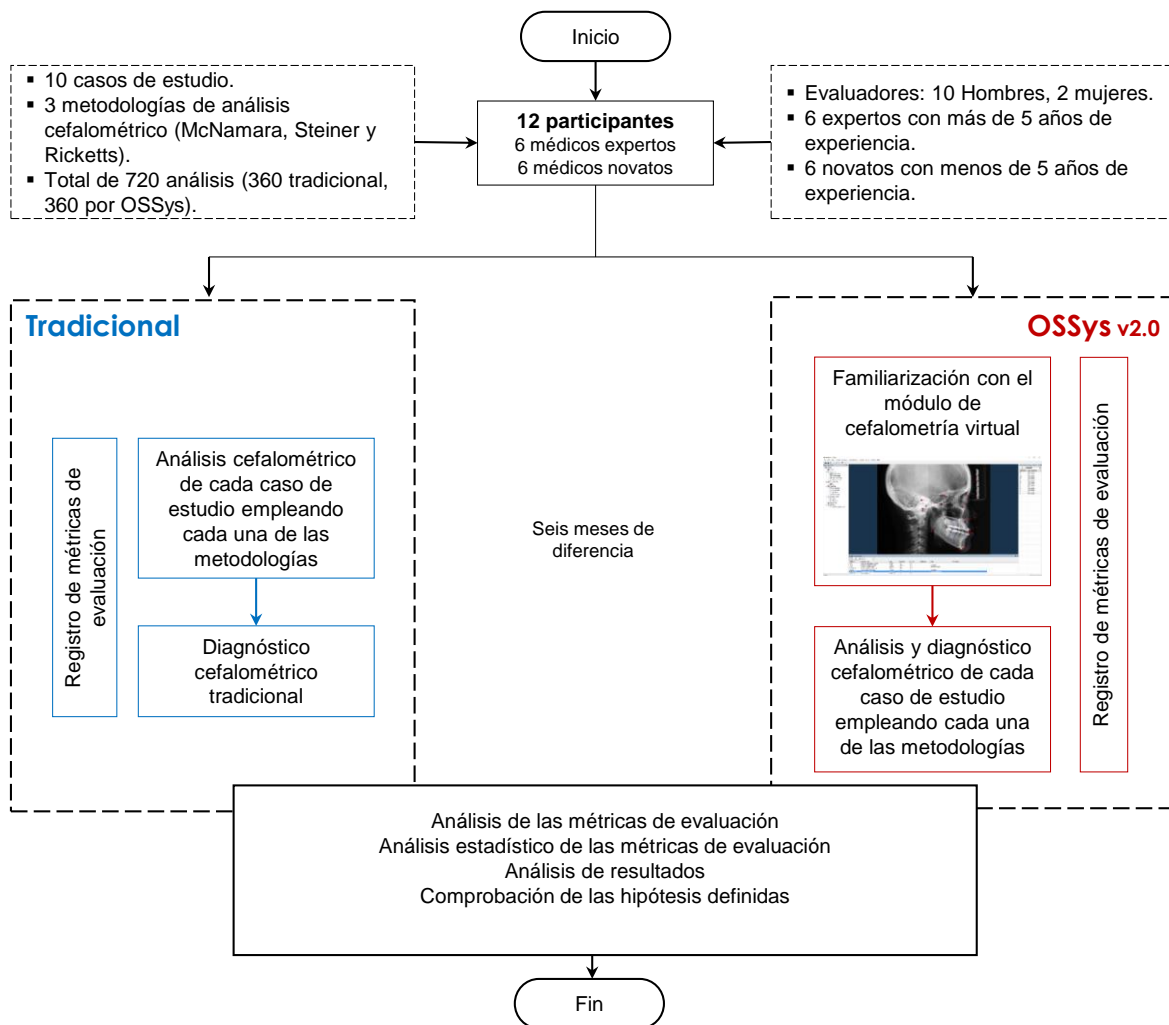 Inicio
▪ 10 casos de estudio.
▪ 3 metodologías de análisis
cefalométrico (McNamara, Steiner y
Ricketts).
▪ Total de 720 análisis (360 tradicional,
360 por OSSys).
12 participantes
6 médicos expertos
6 médicos novatos
▪ Evaluadores: 10 Hombres, 2 mujeres.
▪ 6 expertos con más de 5 años de
experiencia.
▪ 6 novatos con menos de 5 años de
experiencia.
Tradicional
Registro de métricas de
evaluación
Análisis cefalométrico
de cada caso de
estudio empleando
cada una de las
metodologías
Diagnóstico
cefalométrico
tradicional
Seis meses de
diferencia
OSSys v2.0
Familiarización con el
módulo de
cefalometría virtual
Análisis y diagnóstico
cefalométrico de cada
caso de estudio
empleando cada una
de las metodologías
Registro de métricas de evaluación
Análisis de las métricas de evaluación
Análisis estadístico de las métricas de evaluación
Análisis de resultados
Comprobación de las hipótesis definidas
Fin